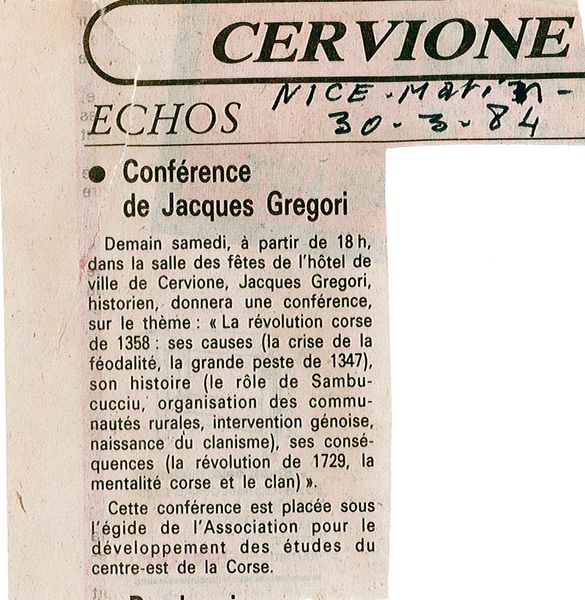 CERVIONE
NICE-Matin-
ECHOS
30-3-84
● Conférence
de Jacques Gregori
Demain samedi, à partir de 18 h,
dans la salle des fêtes de l'hôtel de
ville de Cervione, Jacques Gregori,
historien, donnera une conférence,
sur le thème : « La révolution corse
de 1358 : ses causes (la crise de la
féodalité, la grande peste de 1347),
son histoire (le rôle de Sambu-
cucciu, organisation des commu-
nautés rurales, intervention génoise,
naissance du clanisme), ses consé-
quences (la révolution de 1729, la
mentalité corse et le clan) ».
Cette conférence est placée sous
l'égide de l'Association pour le
développement des études du
centre-est de la Corse.